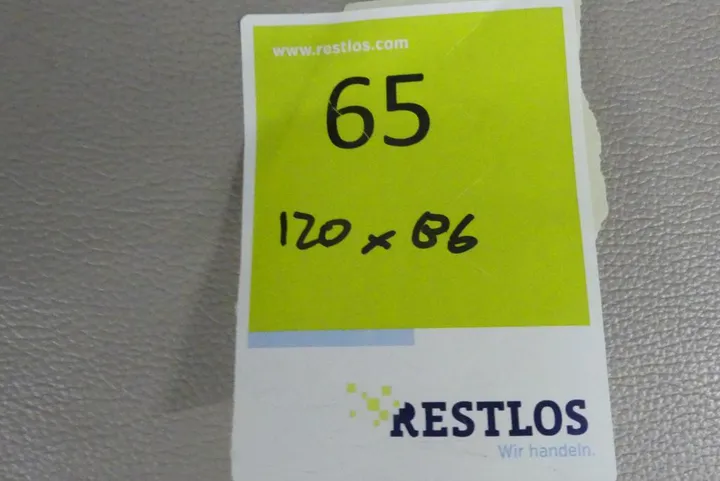 www.restlos.com
65
120 x 86
RESTLOS
Wir handeln.